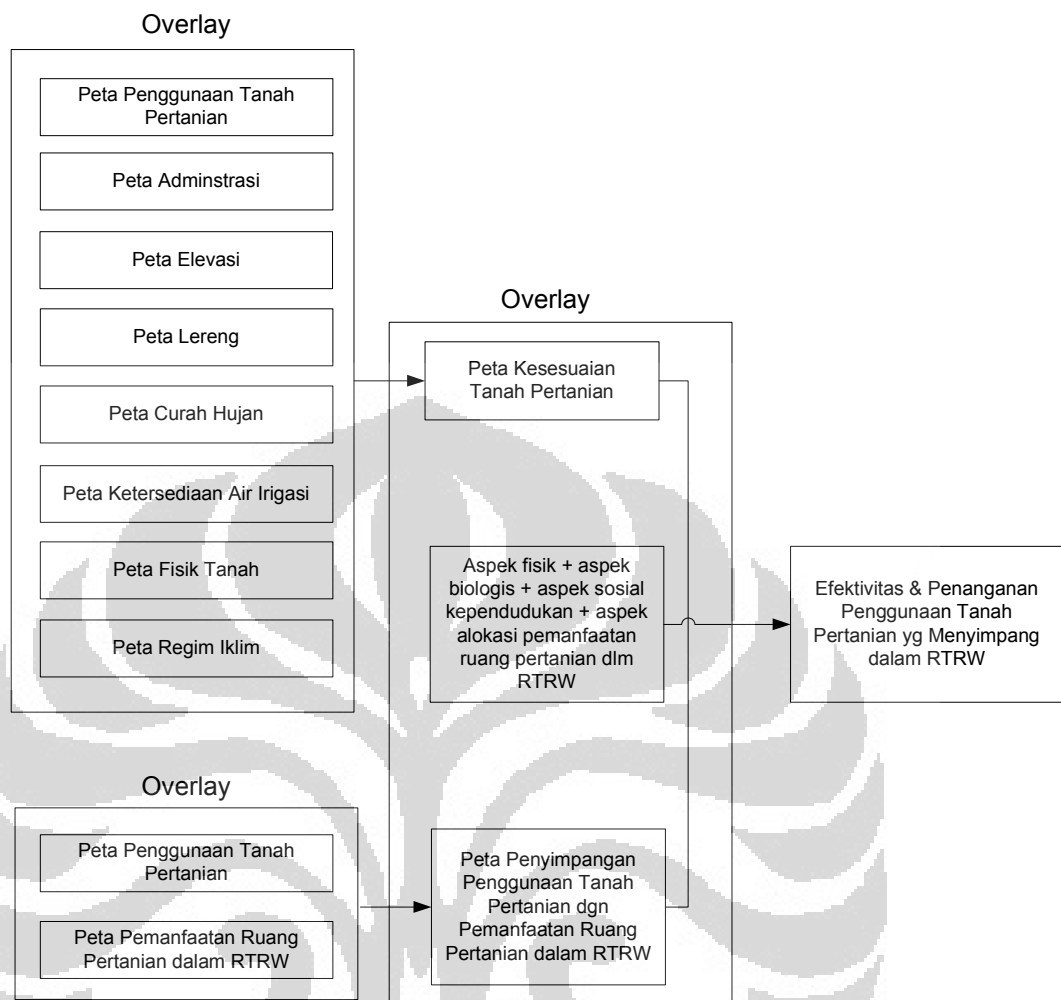 Overlay
Peta Penggunaan Tanah
Pertanian
Peta Adminstrasi
Peta Elevasi
Peta Lereng
Peta Curah Hujan
Peta Ketersediaan Air Irigasi
Peta Fisik Tanah
Peta Regim Iklim
Overlay
Peta Penggunaan Tanah
Pertanian
Peta Pemanfaatan Ruang
Pertanian dalam RTRW
Overlay
Peta Kesesuaian
Tanah Pertanian
Aspek fisik + aspek
biologis + aspek sosial
kependudukan + aspek
alokasi pemanfaatan
ruang pertanian dlm
RTRW
Peta Penyimpangan
Penggunaan Tanah
Pertanian dgn
Pemanfaatan Ruang
Pertanian dalam RTRW
Efektivitas & Penanganan
Penggunaan Tanah
Pertanian yg Menyimpang
dalam RTRW